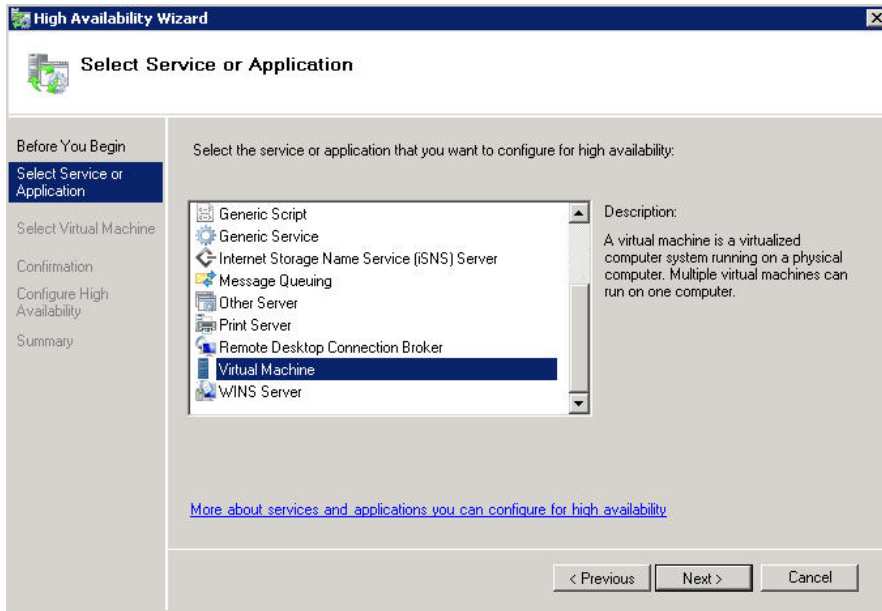 High Availability Wizard
Select Service or Application
Before You Begin
Select Service or
Application
Select Virtual Machine
Confirmation
Configure High
Availability
Summary
Select the service or application that you want to configure for high availability:
Generic Script
Generic Service
Internet Storage Name Service (iSNS) Server
Message Queuing
Other Server
Print Server
Remote Desktop Connection Broker
Virtual Machine
WINS Server
Description:
A virtual machine is a virtualized
computer system running on a physical
computer. Multiple virtual machines can
run on one computer.
More about services and applications you can configure for high availability
< Previous
Next >
Cancel